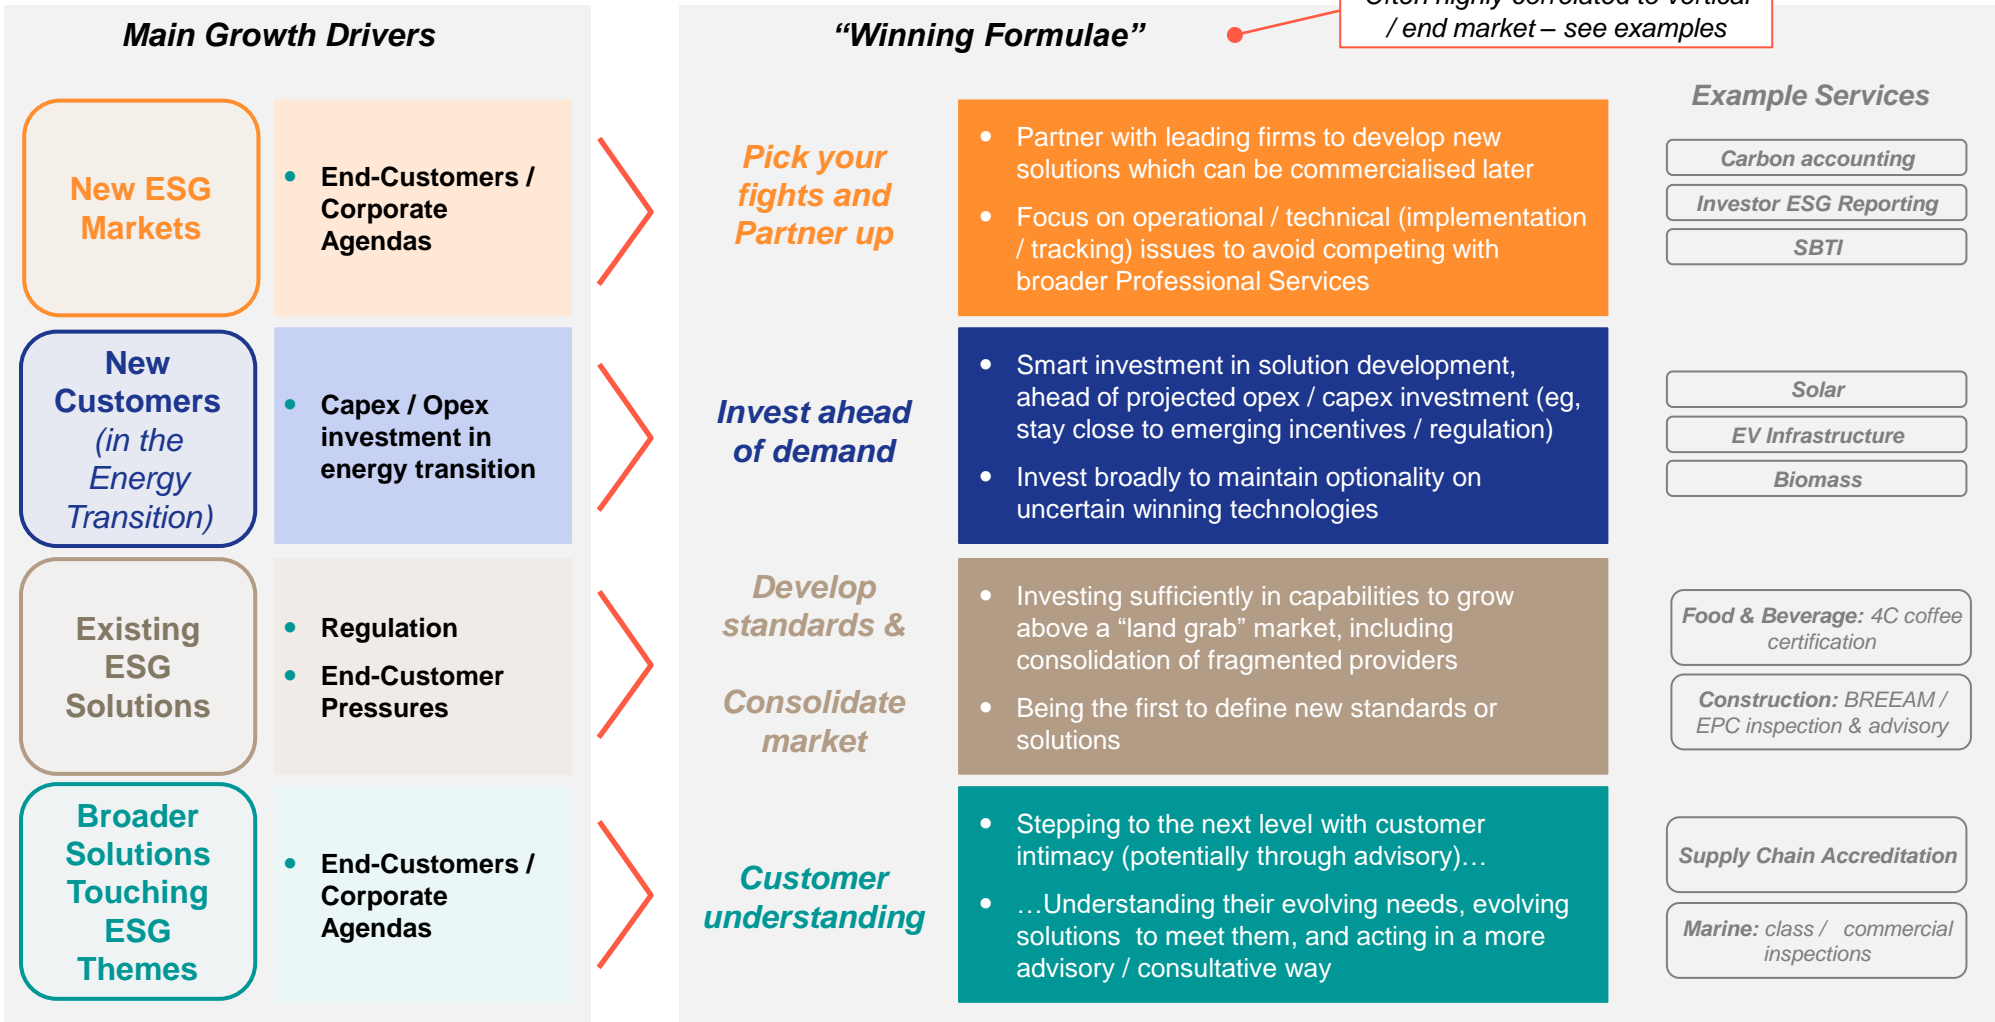 Often highly correlated to vertical
/ end market – see examples
Main Growth Drivers
“Winning Formulae”
Example Services
New ESG
Markets
• End-Customers /
Corporate
Agendas
Pick your
fights and
Partner up
• Partner with leading firms to develop new
solutions which can be commercialised later
• Focus on operational / technical (implementation
/ tracking) issues to avoid competing with
broader Professional Services
Carbon accounting
Investor ESG Reporting
SBTI
New
Customers
(in the
Energy
Transition)
• Capex / Opex
investment in
energy transition
Invest ahead
of demand
• Smart investment in solution development,
ahead of projected opex / capex investment (eg,
stay close to emerging incentives / regulation)
• Invest broadly to maintain optionality on
uncertain winning technologies
Solar
EV Infrastructure
Biomass
Existing
ESG
Solutions
• Regulation
• End-Customer
Pressures
Develop
standards &
Consolidate
market
• Investing sufficiently in capabilities to grow
above a “land grab” market, including
consolidation of fragmented providers
• Being the first to define new standards or
solutions
Food & Beverage: 4C coffee
certification
Construction: BREEAM /
EPC inspection & advisory
Broader
Solutions
Touching
ESG
Themes
• End-Customers /
Corporate
Agendas
Customer
understanding
• Stepping to the next level with customer
intimacy (potentially through advisory)…
• …Understanding their evolving needs, evolving
solutions to meet them, and acting in a more
advisory / consultative way
Supply Chain Accreditation
Marine: class / commercial
inspections